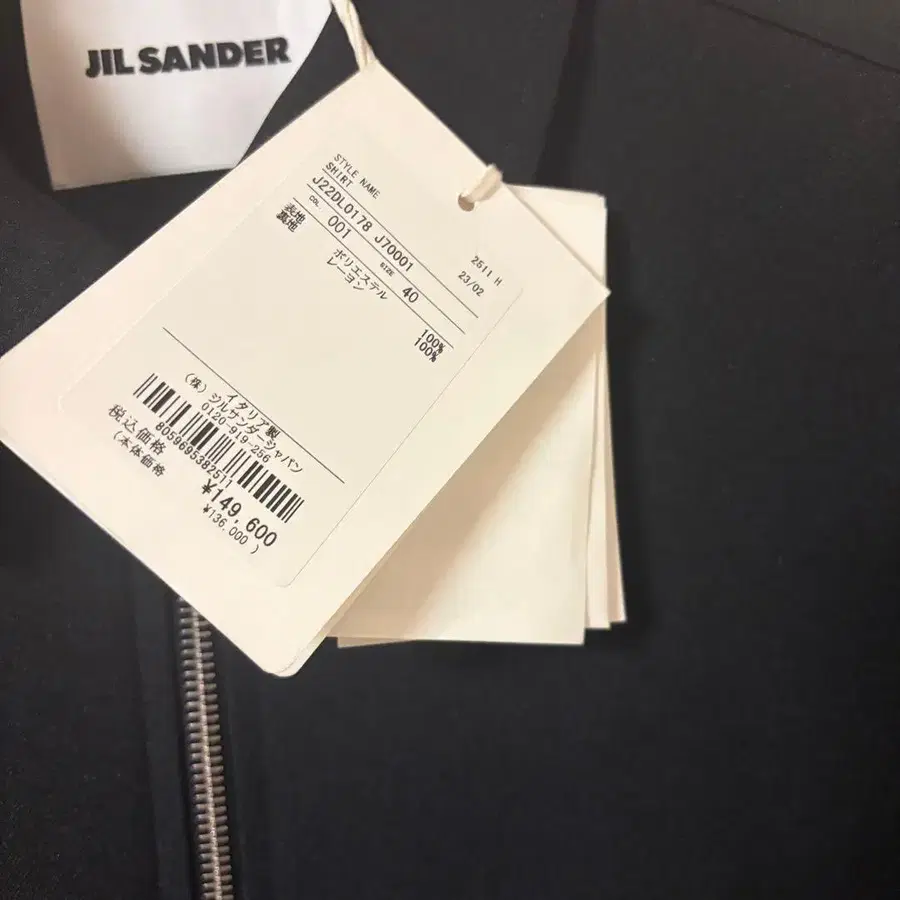 JIL SANDER
STYLE NAME
SHIRT
J22DL0178 J70001 2511 H
COL. 001 SIZE 40 23/02
表地 ポリエステル 100%
裏地 レーヨン 100%
イタリア製
(株) ジルサンダージャパン
0120-919-256
8059695382511
税込価格 ¥149,600
(本体価格 ¥136,000 )